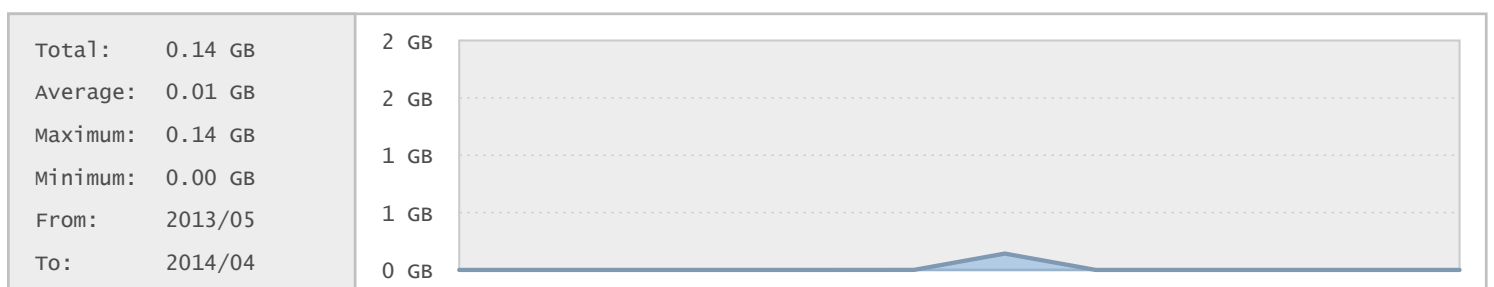 Total: 0.14 GB
Average: 0.01 GB
Maximum: 0.14 GB
Minimum: 0.00 GB
From: 2013/05
To: 2014/04
2 GB
2 GB
1 GB
1 GB
0 GB